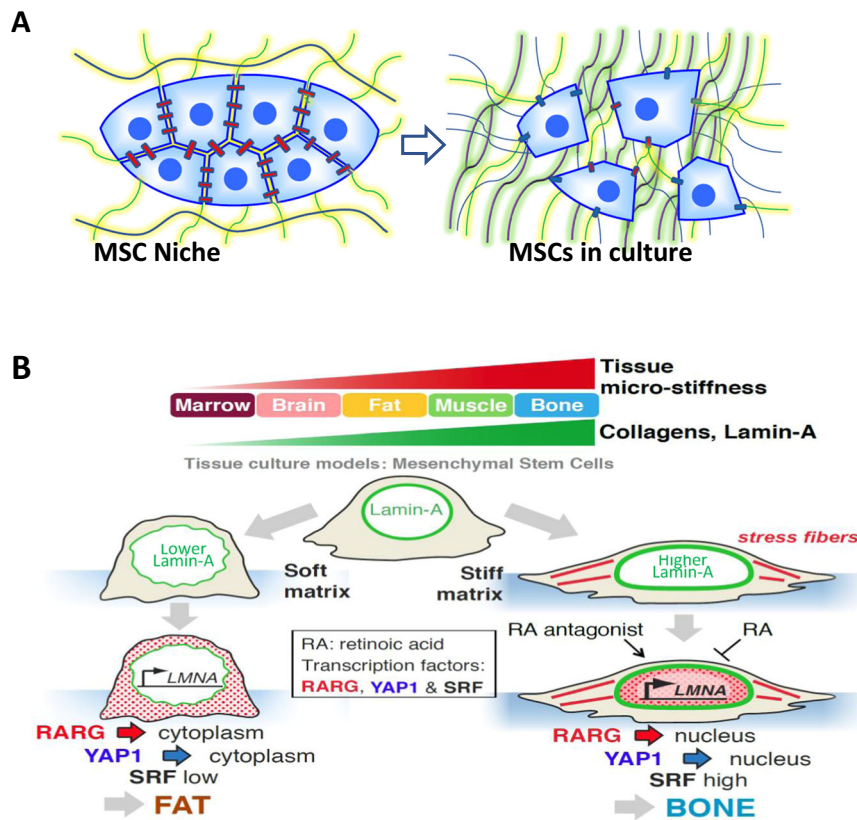 A
MSC Niche
MSCs in culture
B
Tissue
micro-stiffness
Marrow Brain Fat Muscle Bone
Collagens, Lamin-A
Tissue culture models: Mesenchymal Stem Cells
Lamin-A
Lower
Lamin-A
Soft
matrix
Stiff
matrix
stress fibers
Higher
Lamin-A
RA antagonist
RA
RA: retinoic acid
Transcription factors:
RARG, YAP1 & SRF
LMNA
RARG cytoplasm
YAP1 cytoplasm
SRF low
FAT
LMNA
RARG nucleus
YAP1 nucleus
SRF high
BONE